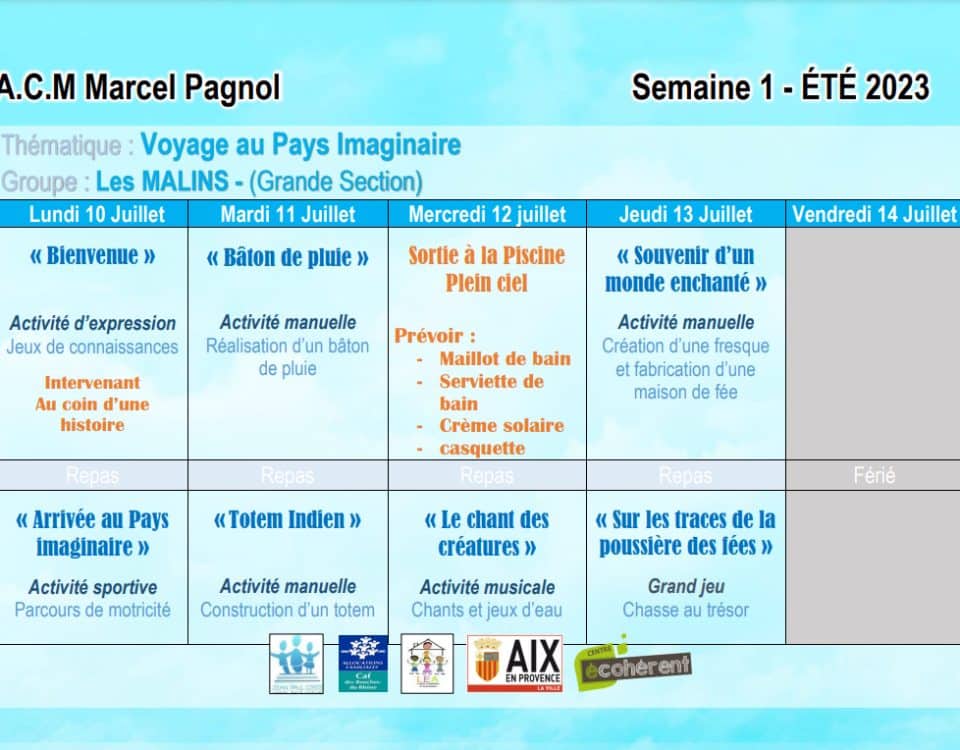 A.C.M Marcel Pagnol
Semaine 1 - ÉTÉ 2023
Thématique : Voyage au Pays Imaginaire
Groupe : Les MALINS - (Grande Section)
Lundi 10 Juillet
Mardi 11 Juillet
Mercredi 12 juillet
Jeudi 13 Juillet
Vendredi 14 Juillet
« Bienvenue »
Activité d'expression
Jeux de connaissances
Intervenant
Au coin d'une
histoire
« Bâton de pluie »
Activité manuelle
Réalisation d'un bâton
de pluie
Sortie à la Piscine
Plein ciel
Prévoir :
- Maillot de bain
- Serviette de
bain
- Crème solaire
- casquette
« Souvenir d'un
monde enchanté »
Activité manuelle
Création d'une fresque
et fabrication d'une
maison de fée
Repas
Repas
Repas
Repas
Férié
« Arrivée au Pays
imaginaire »
Activité sportive
Parcours de motricité
« Totem Indien »
Activité manuelle
Construction d'un totem
« Le chant des
créatures »
Activité musicale
Chants et jeux d'eau
« Sur les traces de la
poussière des fées »
Grand jeu
Chasse au trésor
ALLOCATIONS
FAMILIALES
Caf
des Bouches
du Rhône
LEA
AIX
EN PROVENCE
LA VILLE
CENTRE
écohérent